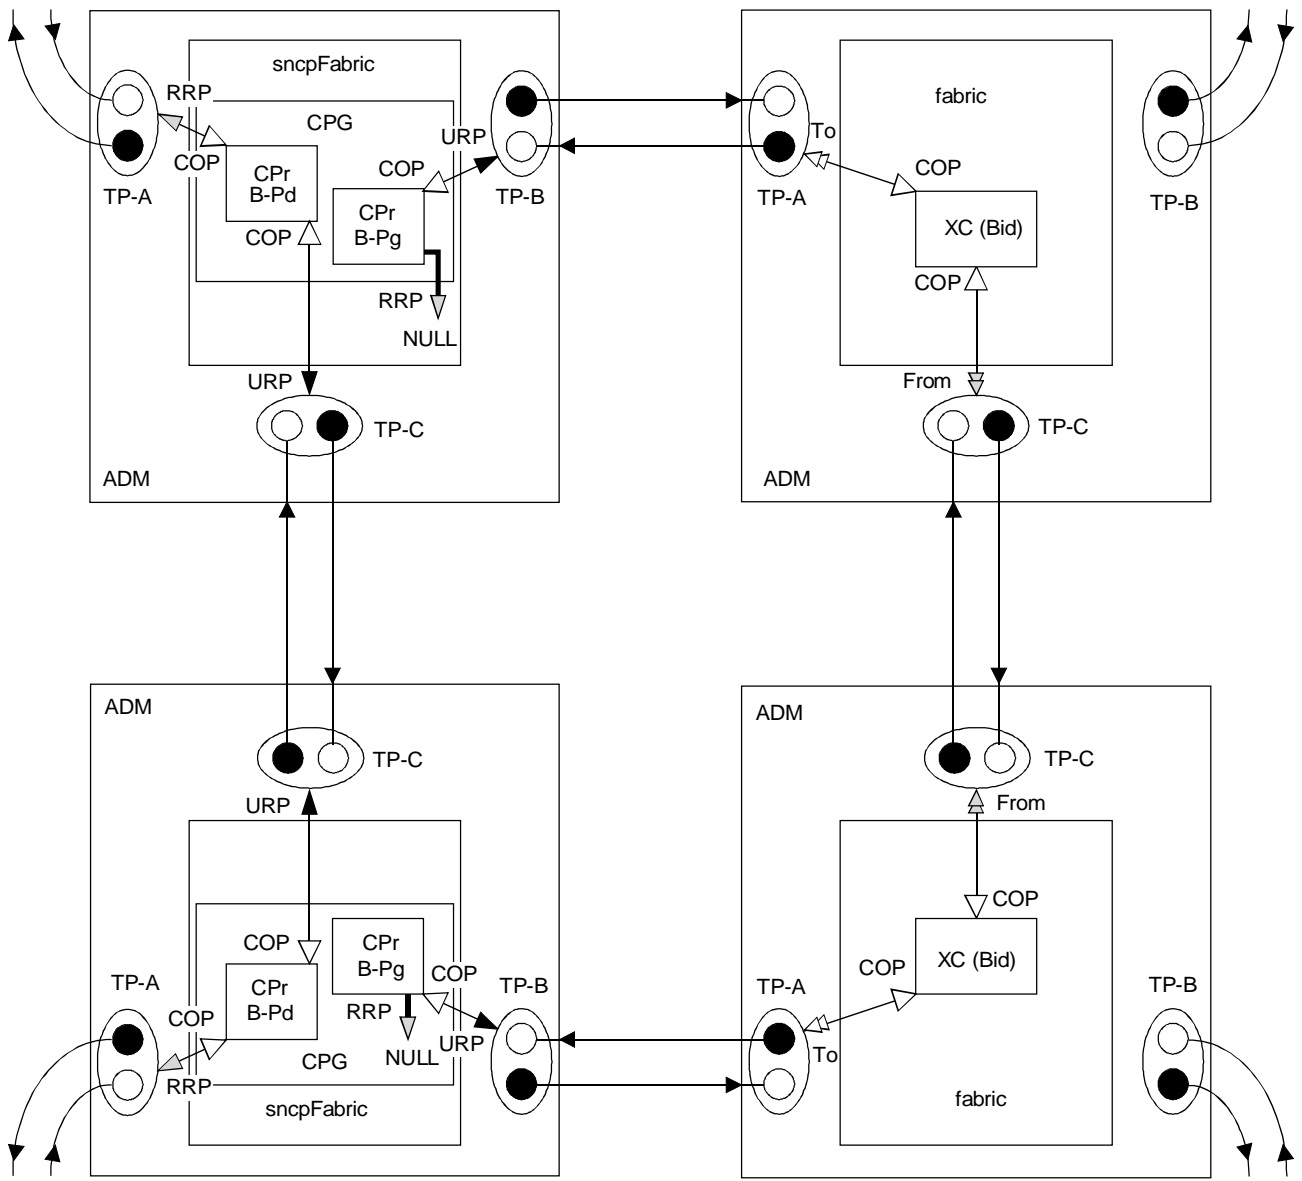 sncpFabric
RRP
CPG
URP
COP
COP
CPr
B-Pd
TP-A
TP-B
CPr
B-Pg
COP
RRP
NULL
URP
TP-C
ADM
fabric
To
COP
TP-A
TP-B
XC (Bid)
COP
From
TP-C
ADM
ADM
TP-C
URP
COP
CPr
B-Pg
COP
TP-A
TP-B
CPr
B-Pd
RRP
COP
URP
NULL
CPG
RRP
sncpFabric
ADM
TP-C
From
COP
XC (Bid)
COP
TP-A
TP-B
To
fabric